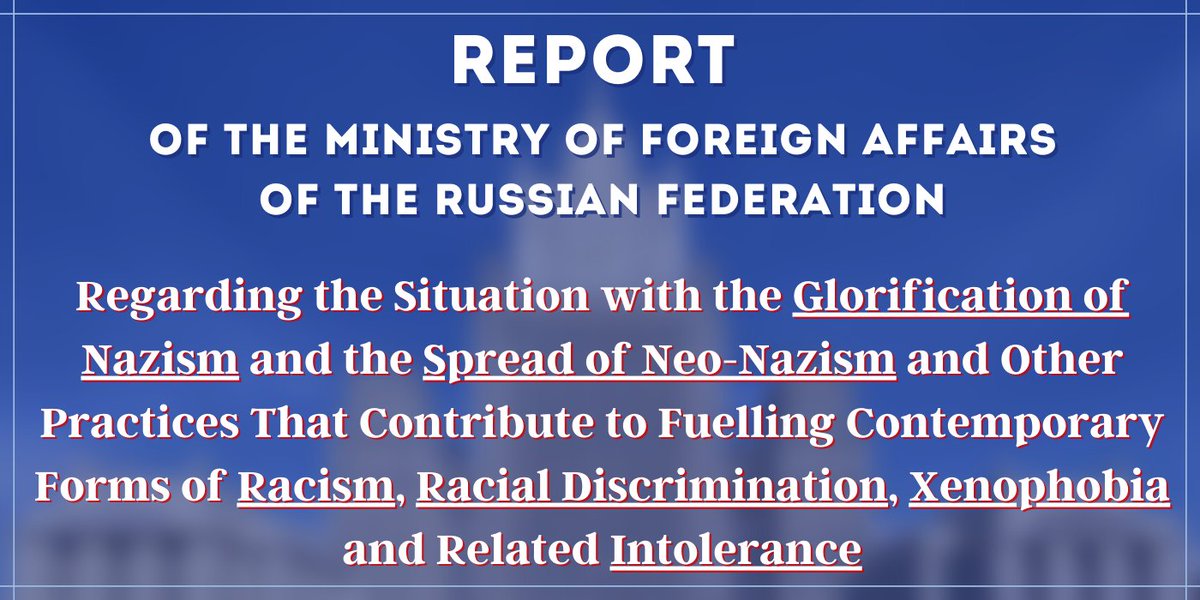 REPORT
OF THE MINISTRY OF FOREIGN AFFAIRS
OF THE RUSSIAN FEDERATION
Regarding the Situation with the Glorification of
Nazism and the Spread of Neo-Nazism and Other
Practices That Contribute to Fuelling Contemporary
Forms of Racism, Racial Discrimination, Xenophobia
and Related Intolerance